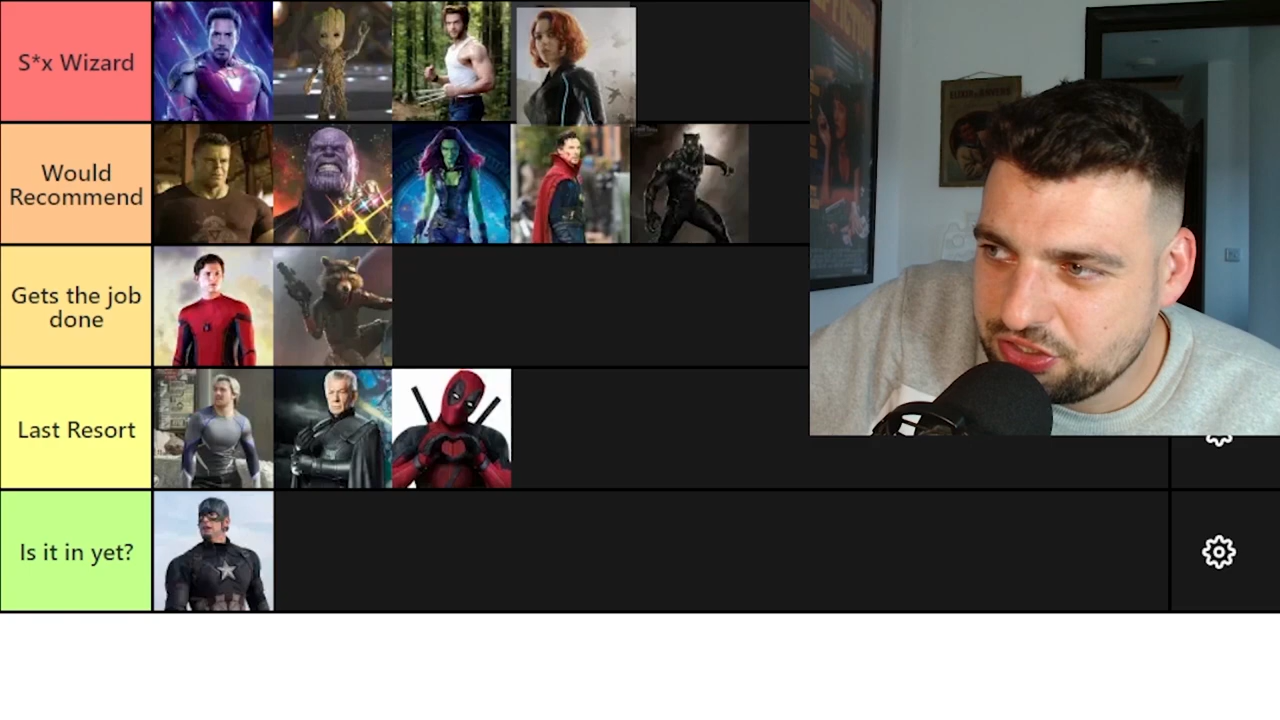 S*x Wizard
Would
Recommend
Gets the job
done
Last Resort
Is it in yet?